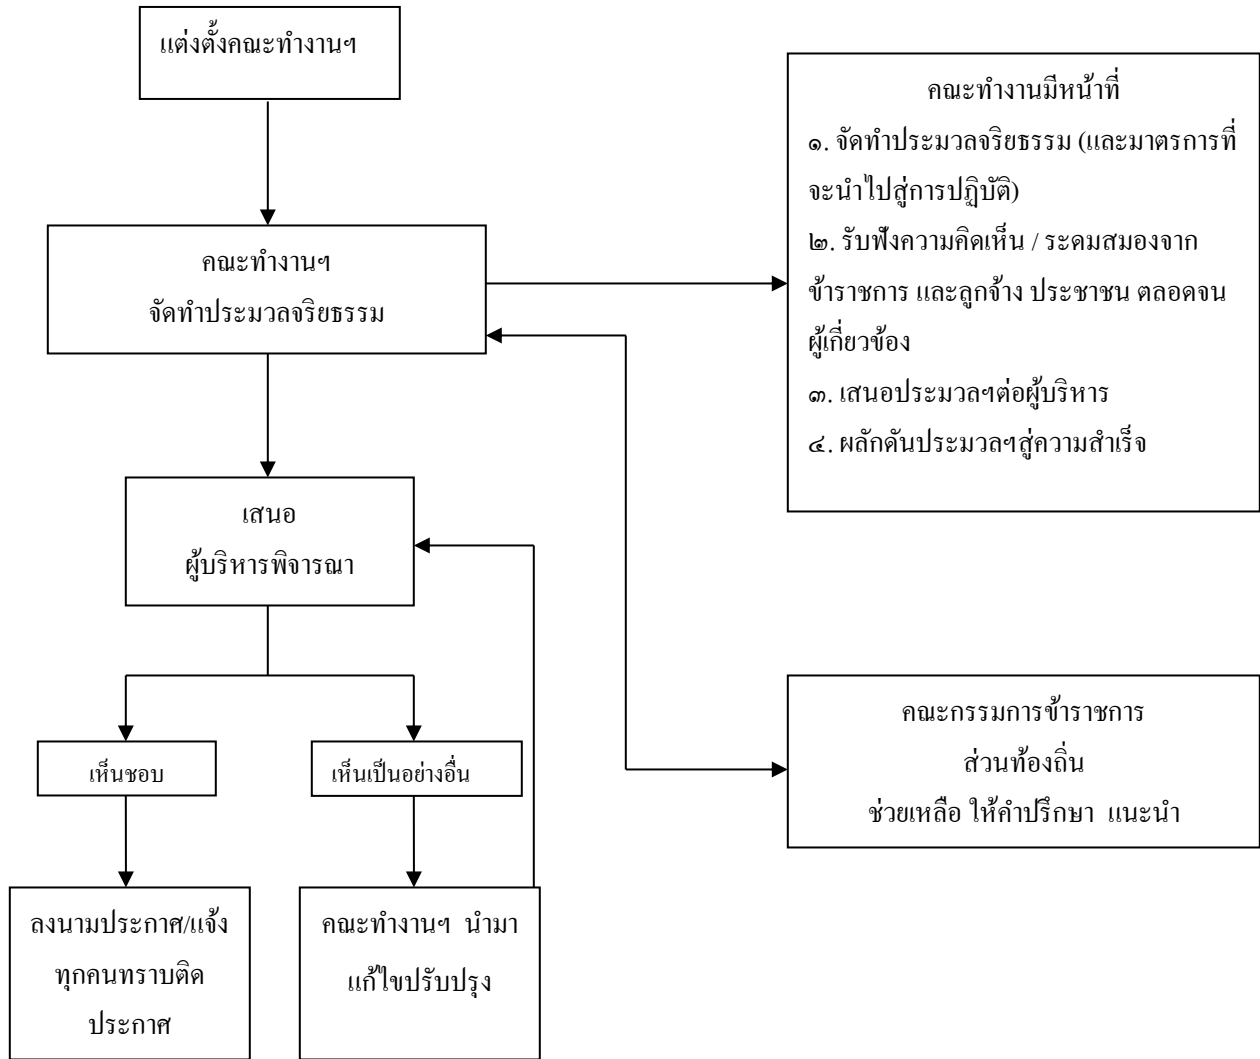 แต่งตั้งคณะทำงานฯ
คณะทำงานฯ
จัดทำประมวลจริยธรรม
คณะทำงานมีหน้าที่
๑. จัดทำประมวลจริยธรรม (และมาตรการที่
จะนำไปสู่การปฏิบัติ)
๒. รับฟังความคิดเห็น / ระดมสมองจาก
ข้าราชการ และลูกจ้าง ประชาชน ตลอดจน
ผู้เกี่ยวข้อง
๓. เสนอประมวลฯต่อผู้บริหาร
๔. ผลักดันประมวลฯสู่ความสำเร็จ
เสนอ
ผู้บริหารพิจารณา
คณะกรรมการข้าราชการ
ส่วนท้องถิ่น
ช่วยเหลือ ให้คำปรึกษา แนะนำ
เห็นชอบ
เห็นเป็นอย่างอื่น
ลงนามประกาศ/แจ้ง
ทุกคนทราบติด
ประกาศ
คณะทำงานฯ นำมา
แก้ไขปรับปรุง